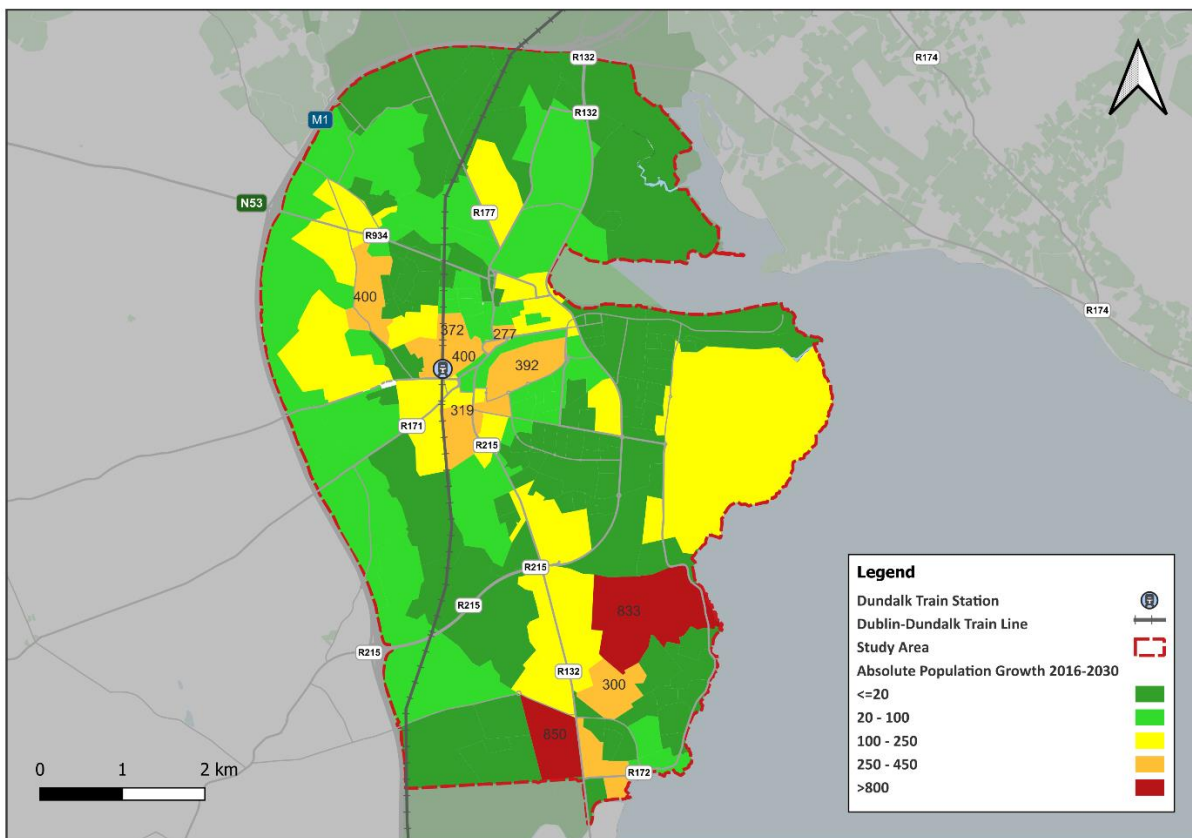 R132
R174
R132
M1
N53
R177
R934
R174
400
372
277
400
392
319
R171
R215
R215
R215
833
R215
R132
300
850
R172
0 1 2 km
Legend
Dundalk Train Station
Dublin-Dundalk Train Line
Study Area
Absolute Population Growth 2016-2030
<=20
20 - 100
100 - 250
250 - 450
>800